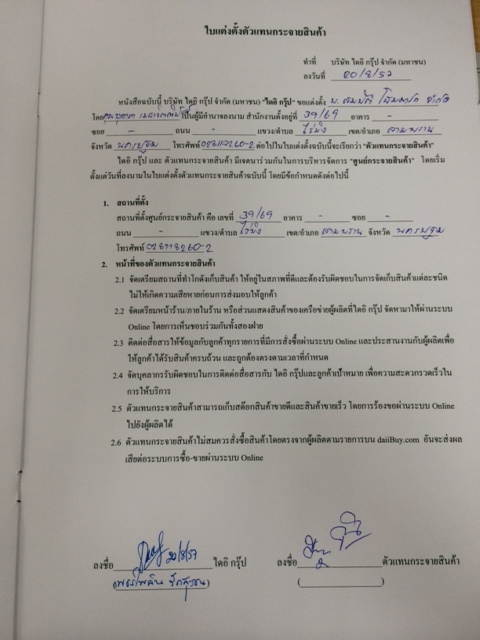 ใบแต่งตั้งตัวแทนกระจายสินค้า
ทำที่ บริษัท ไดอิ กรุ๊ป จำกัด (มหาชน)
ลงวันที่ 20/8/57
หนังสือฉบับนี้ บริษัท ไดอิ กรุ๊ป จำกัด (มหาชน) "ไดอิ กรุ๊ป" ขอแต่งตั้ง บ. จำกัด
โดย เป็นผู้มีอำนาจลงนาม สำนักงานตั้งอยู่ที่ 39/69 อาคาร -
ซอย - ถนน - แขวง/ตำบล ไร่ขิง เขต/อำเภอ สามพราน
จังหวัด นครปฐม โทรศัพท์ 028118260-2 ต่อไปในใบแต่งตั้งนี้จะเรียกว่า "ตัวแทนกระจายสินค้า"
ไดอิ กรุ๊ป และ ตัวแทนกระจายสินค้า มีเจตนาร่วมกันในการบริหารจัดการ "ศูนย์กระจายสินค้า" โดยเริ่ม
ตั้งแต่วันที่ลงนามในใบแต่งตั้งตัวแทนกระจายสินค้าฉบับนี้ โดยมีข้อกำหนดดังต่อไปนี้
1. สถานที่ตั้ง
สถานที่ตั้งศูนย์กระจายสินค้า คือ เลขที่ 39/69 อาคาร - ซอย -
ถนน - แขวง/ตำบล ไร่ขิง เขต/อำเภอ สามพราน จังหวัด นครปฐม
โทรศัพท์ 028118260-2
2. หน้าที่ของตัวแทนกระจายสินค้า
2.1 จัดเตรียมสถานที่ทำโกดังเก็บสินค้า ให้อยู่ในสภาพที่ดีและต้องรับผิดชอบในการจัดเก็บสินค้าแต่ละชนิด
ไม่ให้เกิดความเสียหายก่อนการส่งมอบให้ลูกค้า
2.2 จัดเตรียมหน้าร้าน/ภายในร้าน หรือส่วนแสดงสินค้าของเครือข่ายผู้ผลิตที่ไดอิ กรุ๊ป จัดหามาให้ผ่านระบบ
Online โดยการเห็นชอบร่วมกันทั้งสองฝ่าย
2.3 ติดต่อสื่อสารให้ข้อมูลกับลูกค้าทุกรายการที่มีการสั่งซื้อผ่านระบบ Online และประสานงานกับผู้ผลิตเพื่อ
ให้ลูกค้าได้รับสินค้าครบถ้วน และถูกต้องตรงตามเวลาที่กำหนด
2.4 จัดบุคลากรรับผิดชอบในการติดต่อสื่อสารกับ ไดอิ กรุ๊ปและลูกค้าเป้าหมาย เพื่อความสะดวกรวดเร็วใน
การให้บริการ
2.5 ตัวแทนกระจายสินค้าสามารถเก็บสต๊อกสินค้าขายดีและสินค้าขายเร็ว โดยการร้องขอผ่านระบบ Online
ไปยังผู้ผลิตได้
2.6 ตัวแทนกระจายสินค้าไม่สมควรสั่งซื้อสินค้าโดยตรงจากผู้ผลิตตามรายการบน daiiBuy.com อันจะส่งผล
เสียต่อระบบการซื้อ-ขายผ่านระบบ Online
ลงชื่อ 20/8/57 ไดอิ กรุ๊ป ลงชื่อ ตัวแทนกระจายสินค้า